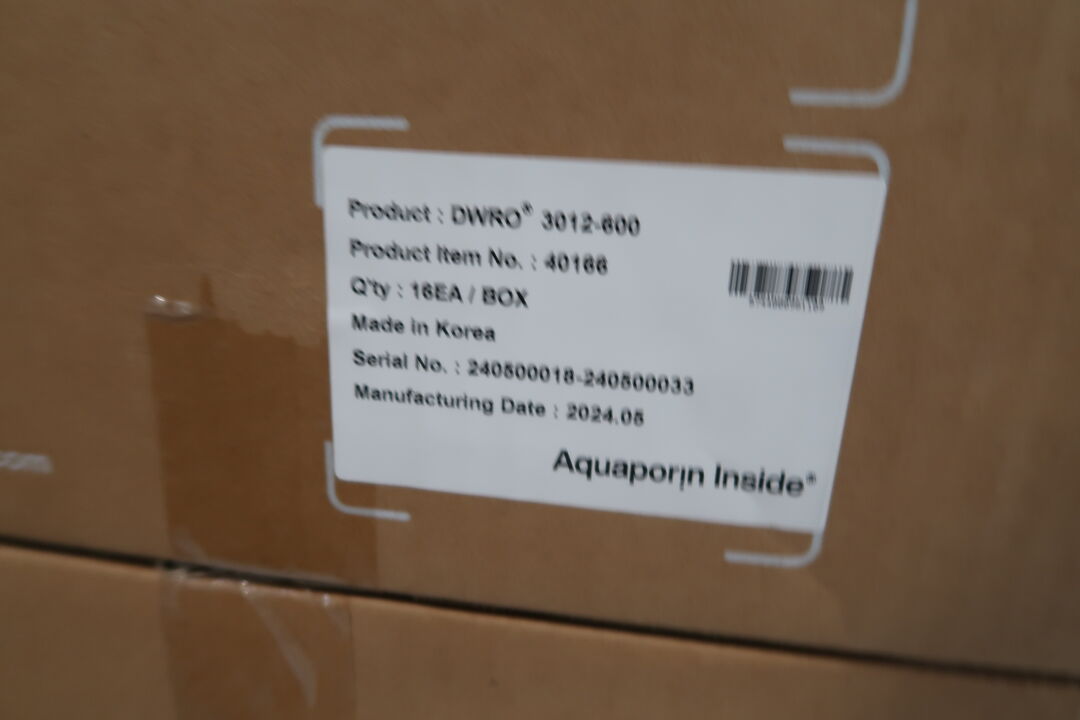 Product : DWRO® 3012-600
Product Item No. : 40166
Q'ty : 16EA / BOX
Made in Korea
Serial No. : 240500018-240500033
Manufacturing Date : 2024.05
Aquaporin Inside®